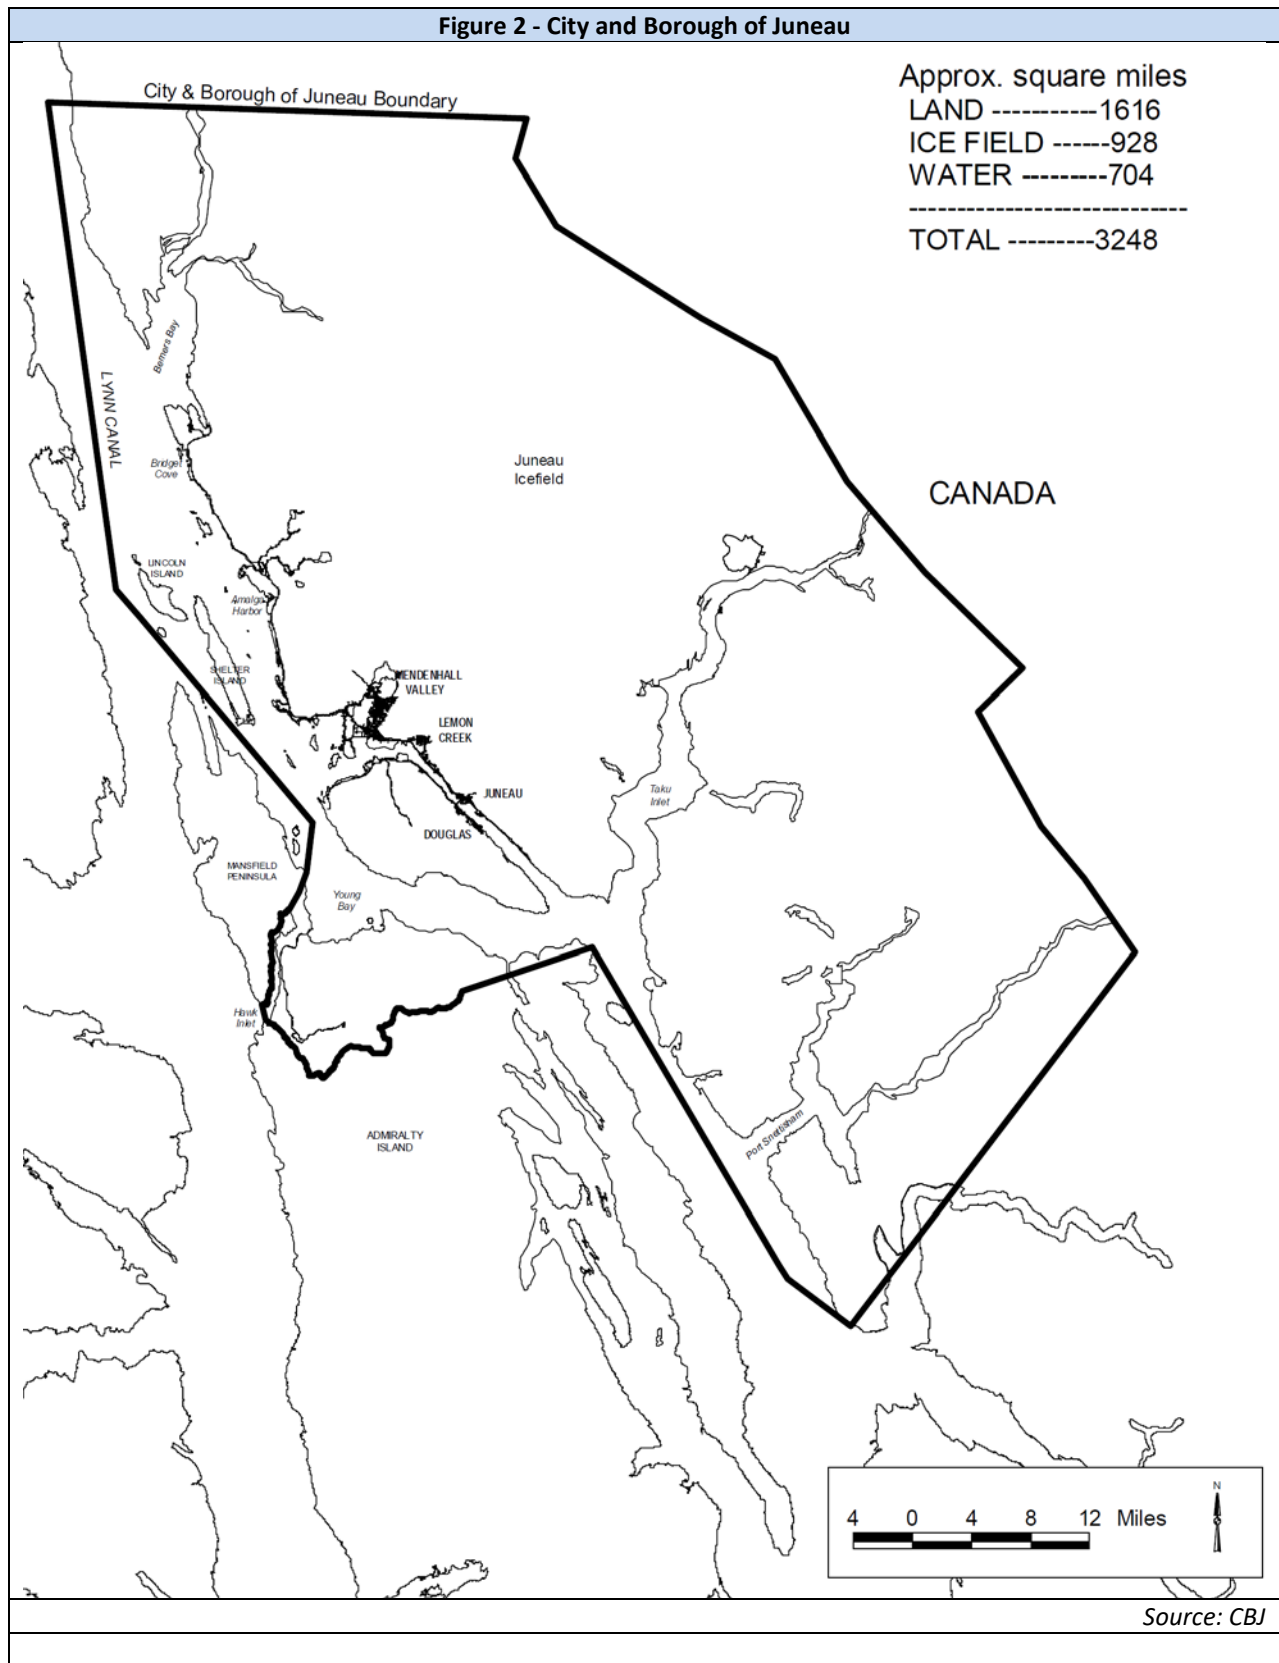 Figure 2 - City and Borough of Juneau
City & Borough of Juneau Boundary
Approx. square miles
LAND -----------1616
ICE FIELD ------928
WATER ---------704
-----------------------------
TOTAL ---------3248
Berners Bay
LYNN CANAL
Bridget
Cove
Juneau
Icefield
CANADA
LINCOLN
ISLAND
Amalga
Harbor
SHELTER
ISLAND
MENDENHALL
VALLEY
LEMON
CREEK
JUNEAU
DOUGLAS
Taku
Inlet
MANSFIELD
PENINSULA
Young
Bay
Hawk
Inlet
ADMIRALTY
ISLAND
Port Snettisham
N
4 0 4 8 12 Miles
Source: CBJ